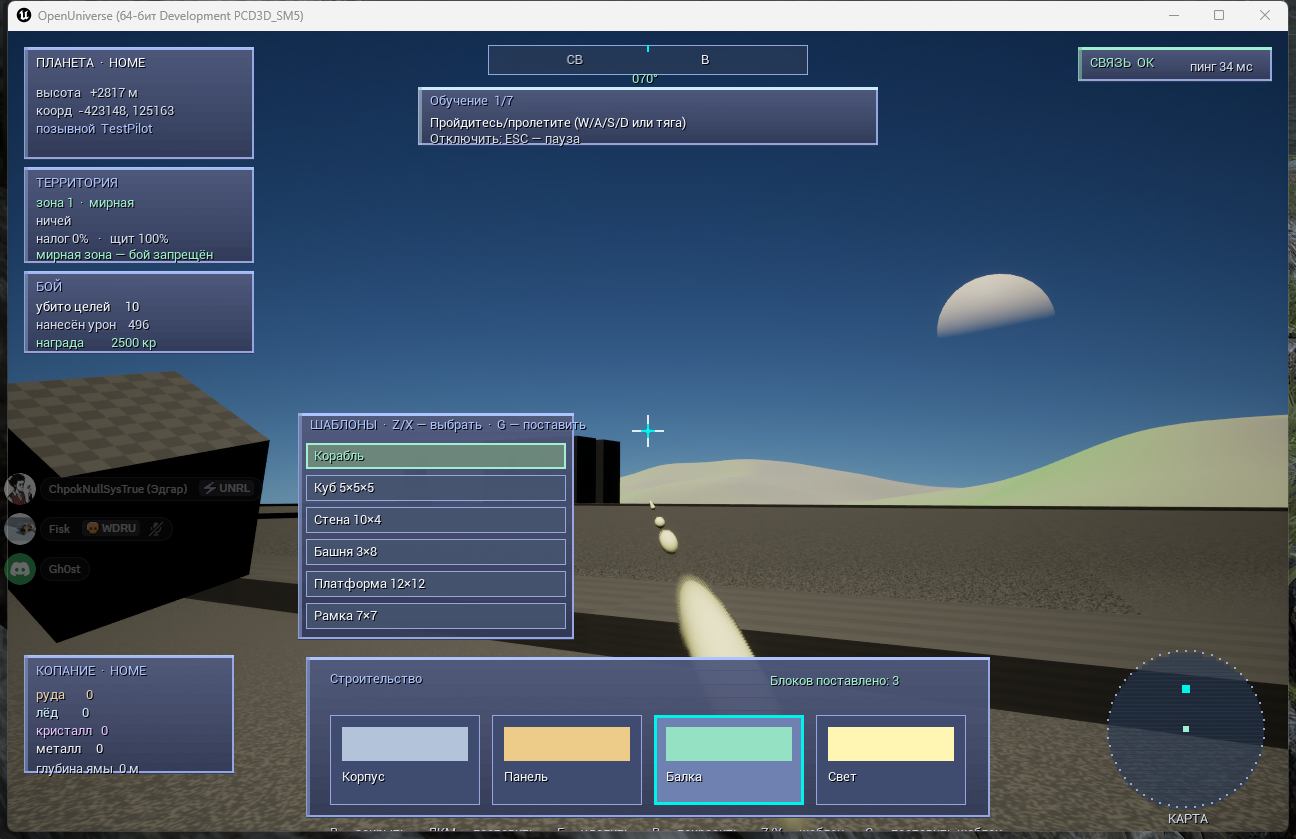 OpenUniverse (64-бит Development PCD3D_SM5)
ПЛАНЕТА · HOME
высота +2817 м
коорд -423148, 125163
позывной TestPilot
СВ В
070°
Обучение 1/7
Пройдитесь/пролетите (W/A/S/D или тяга)
Отключить: ESC — пауза
СВЯЗЬ ОК пинг 34 мс
ТЕРРИТОРИЯ
зона 1 · мирная
ничей
налог 0% · щит 100%
мирная зона — бой запрещён
БОЙ
убито целей 10
нанесён урон 496
награда 2500 кр
ШАБЛОНЫ · Z/X — выбрать · G — поставить
Корабль
Куб 5×5×5
Стена 10×4
Башня 3×8
Платформа 12×12
Рамка 7×7
ChpokNullSysTrue (Эдгар) UNRL
Fisk WDRU
Gh0st
КОПАНИЕ · HOME
руда 0
лёд 0
кристалл 0
металл 0
глубина ямы 0 м
Строительство
Блоков поставлено: 3
Корпус
Панель
Балка
Свет
КАРТА